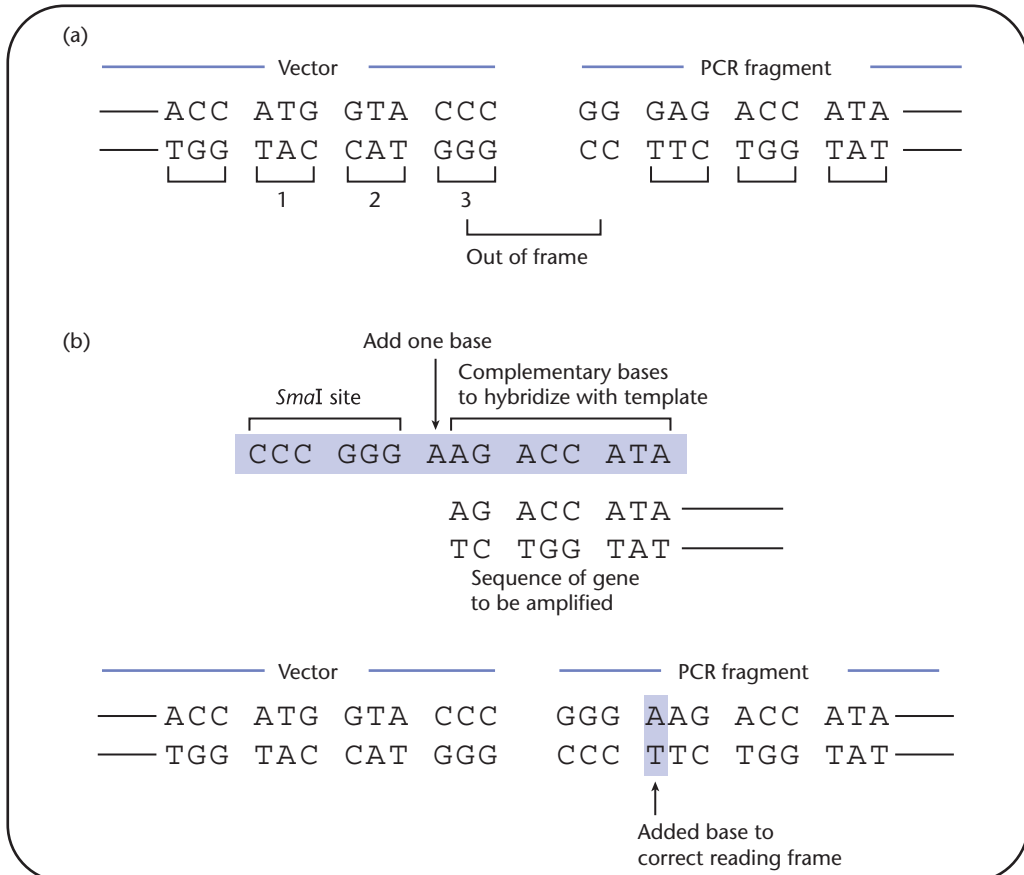 (a)
Vector PCR fragment
ACC ATG GTA CCC GG GAG ACC ATA
TGG TAC CAT GGG CC TTC TGG TAT
1 2 3
Out of frame
(b)
Add one base
Complementary bases
to hybridize with template
SmaI site
CCC GGG AAG ACC ATA
AG ACC ATA
TC TGG TAT
Sequence of gene
to be amplified
Vector PCR fragment
ACC ATG GTA CCC GGG AAG ACC ATA
TGG TAC CAT GGG CCC TTC TGG TAT
Added base to
correct reading frame